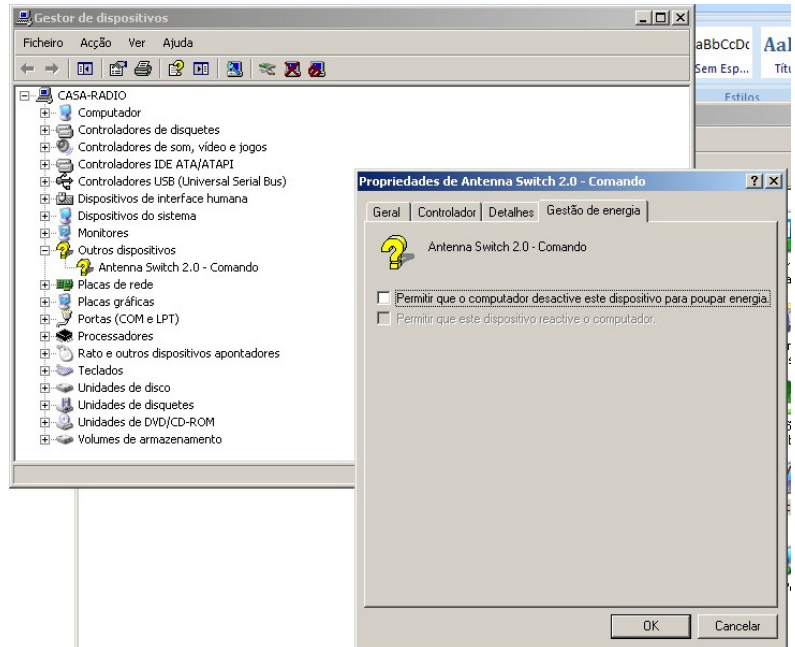 Gestor de dispositivos
Ficheiro Acção Ver Ajuda
CASA-RADIO
Computador
Controladores de disquetes
Controladores de som, vídeo e jogos
Controladores IDE ATA/ATAPI
Controladores USB (Universal Serial Bus)
Dispositivos de interface humana
Dispositivos do sistema
Monitores
Outros dispositivos
Antenna Switch 2.0 - Comando
Placas de rede
Placas gráficas
Portas (COM e LPT)
Processadores
Rato e outros dispositivos apontadores
Teclados
Unidades de disco
Unidades de disquetes
Unidades de DVD/CD-ROM
Volumes de armazenamento
Sem Esp...
Estilos
Propriedades de Antenna Switch 2.0 - Comando
Geral Controlador Detalhes Gestão de energia
Antenna Switch 2.0 - Comando
Permitir que o computador desactive este dispositivo para poupar energia.
Permitir que este dispositivo reactive o computador.
OK Cancelar